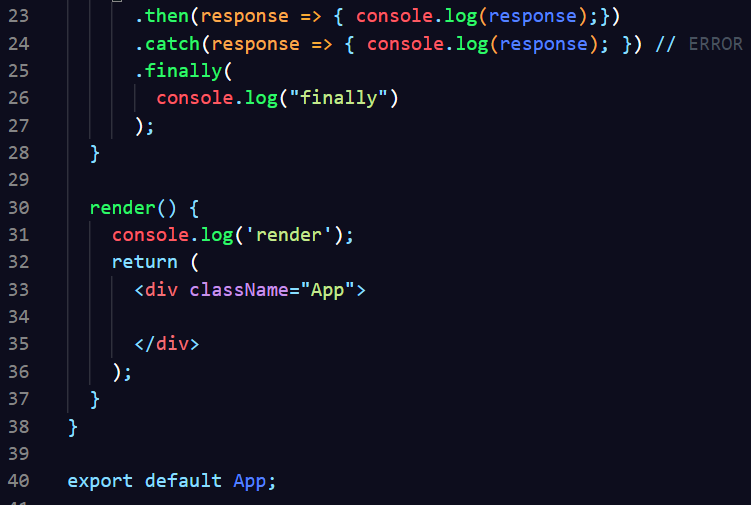 23 .then(response => { console.log(response);})
24 .catch(response => { console.log(response); }) // ERROR
25 .finally(
26 console.log("finally")
27 );
28 }
29
30 render() {
31 console.log('render');
32 return (
33 <div className="App">
34
35 </div>
36 );
37 }
38 }
39
40 export default App;